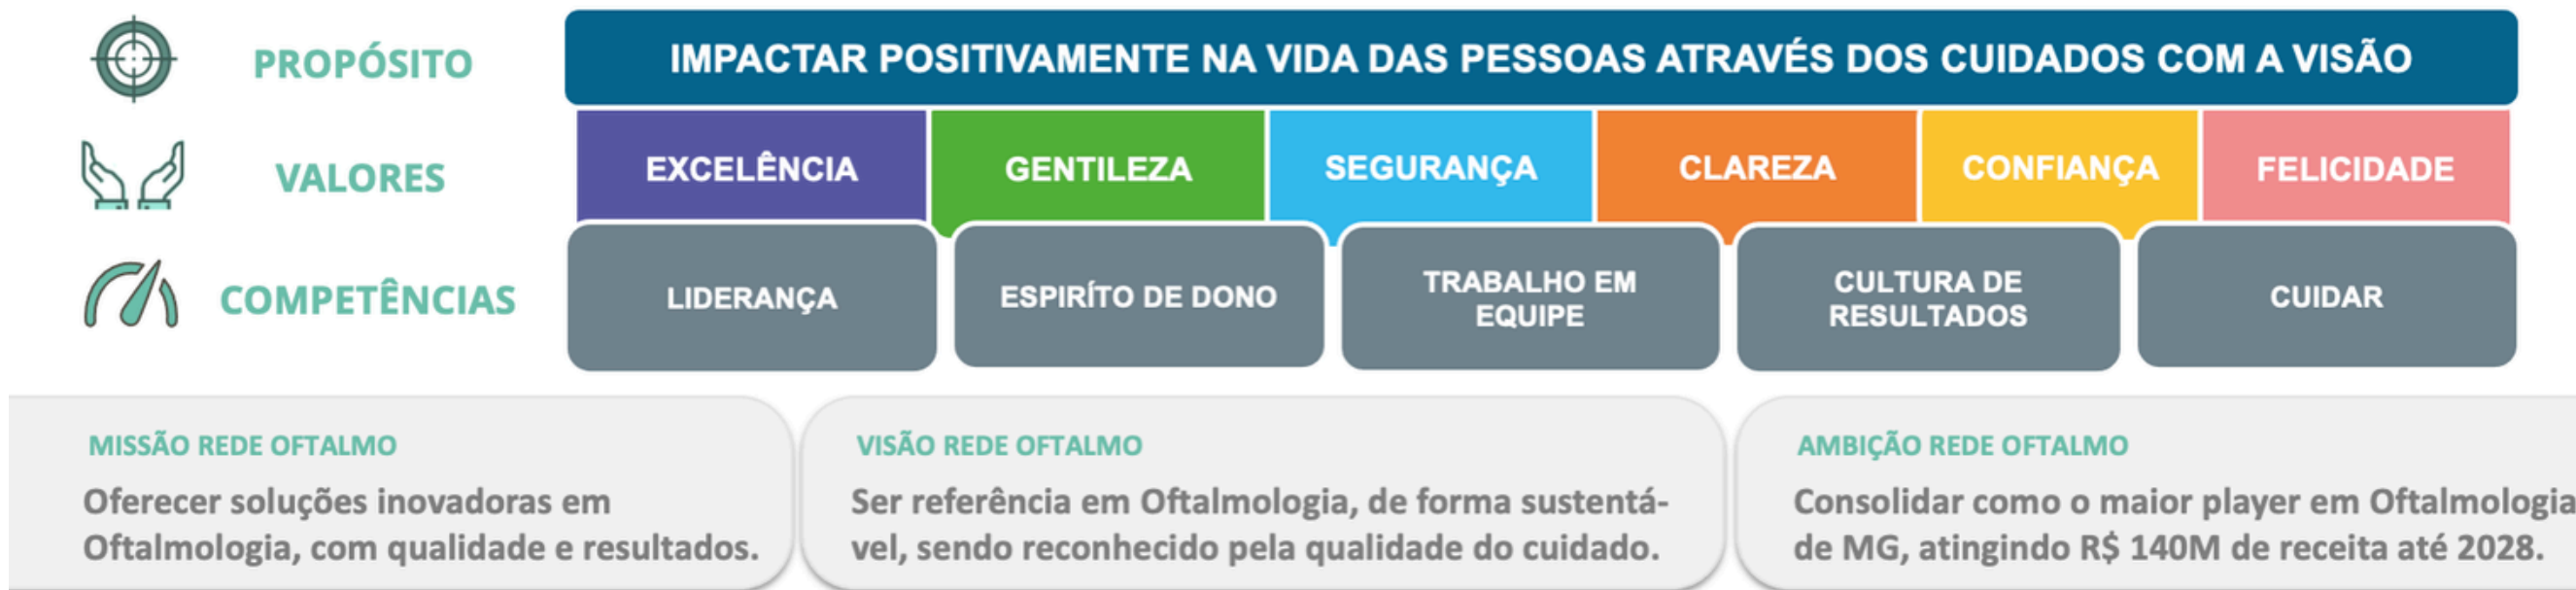 PROPÓSITO
IMPACTAR POSITIVAMENTE NA VIDA DAS PESSOAS ATRAVÉS DOS CUIDADOS COM A VISÃO
VALORES
EXCELÊNCIA
GENTILEZA
SEGURANÇA
CLAREZA
CONFIANÇA
FELICIDADE
COMPETÊNCIAS
LIDERANÇA
ESPIRÍTO DE DONO
TRABALHO EM
EQUIPE
CULTURA DE
RESULTADOS
CUIDAR
MISSÃO REDE OFTALMO
Oferecer soluções inovadoras em
Oftalmologia, com qualidade e resultados.
VISÃO REDE OFTALMO
Ser referência em Oftalmologia, de forma sustentá-
vel, sendo reconhecido pela qualidade do cuidado.
AMBIÇÃO REDE OFTALMO
Consolidar como o maior player em Oftalmologia
de MG, atingindo R$ 140M de receita até 2028.